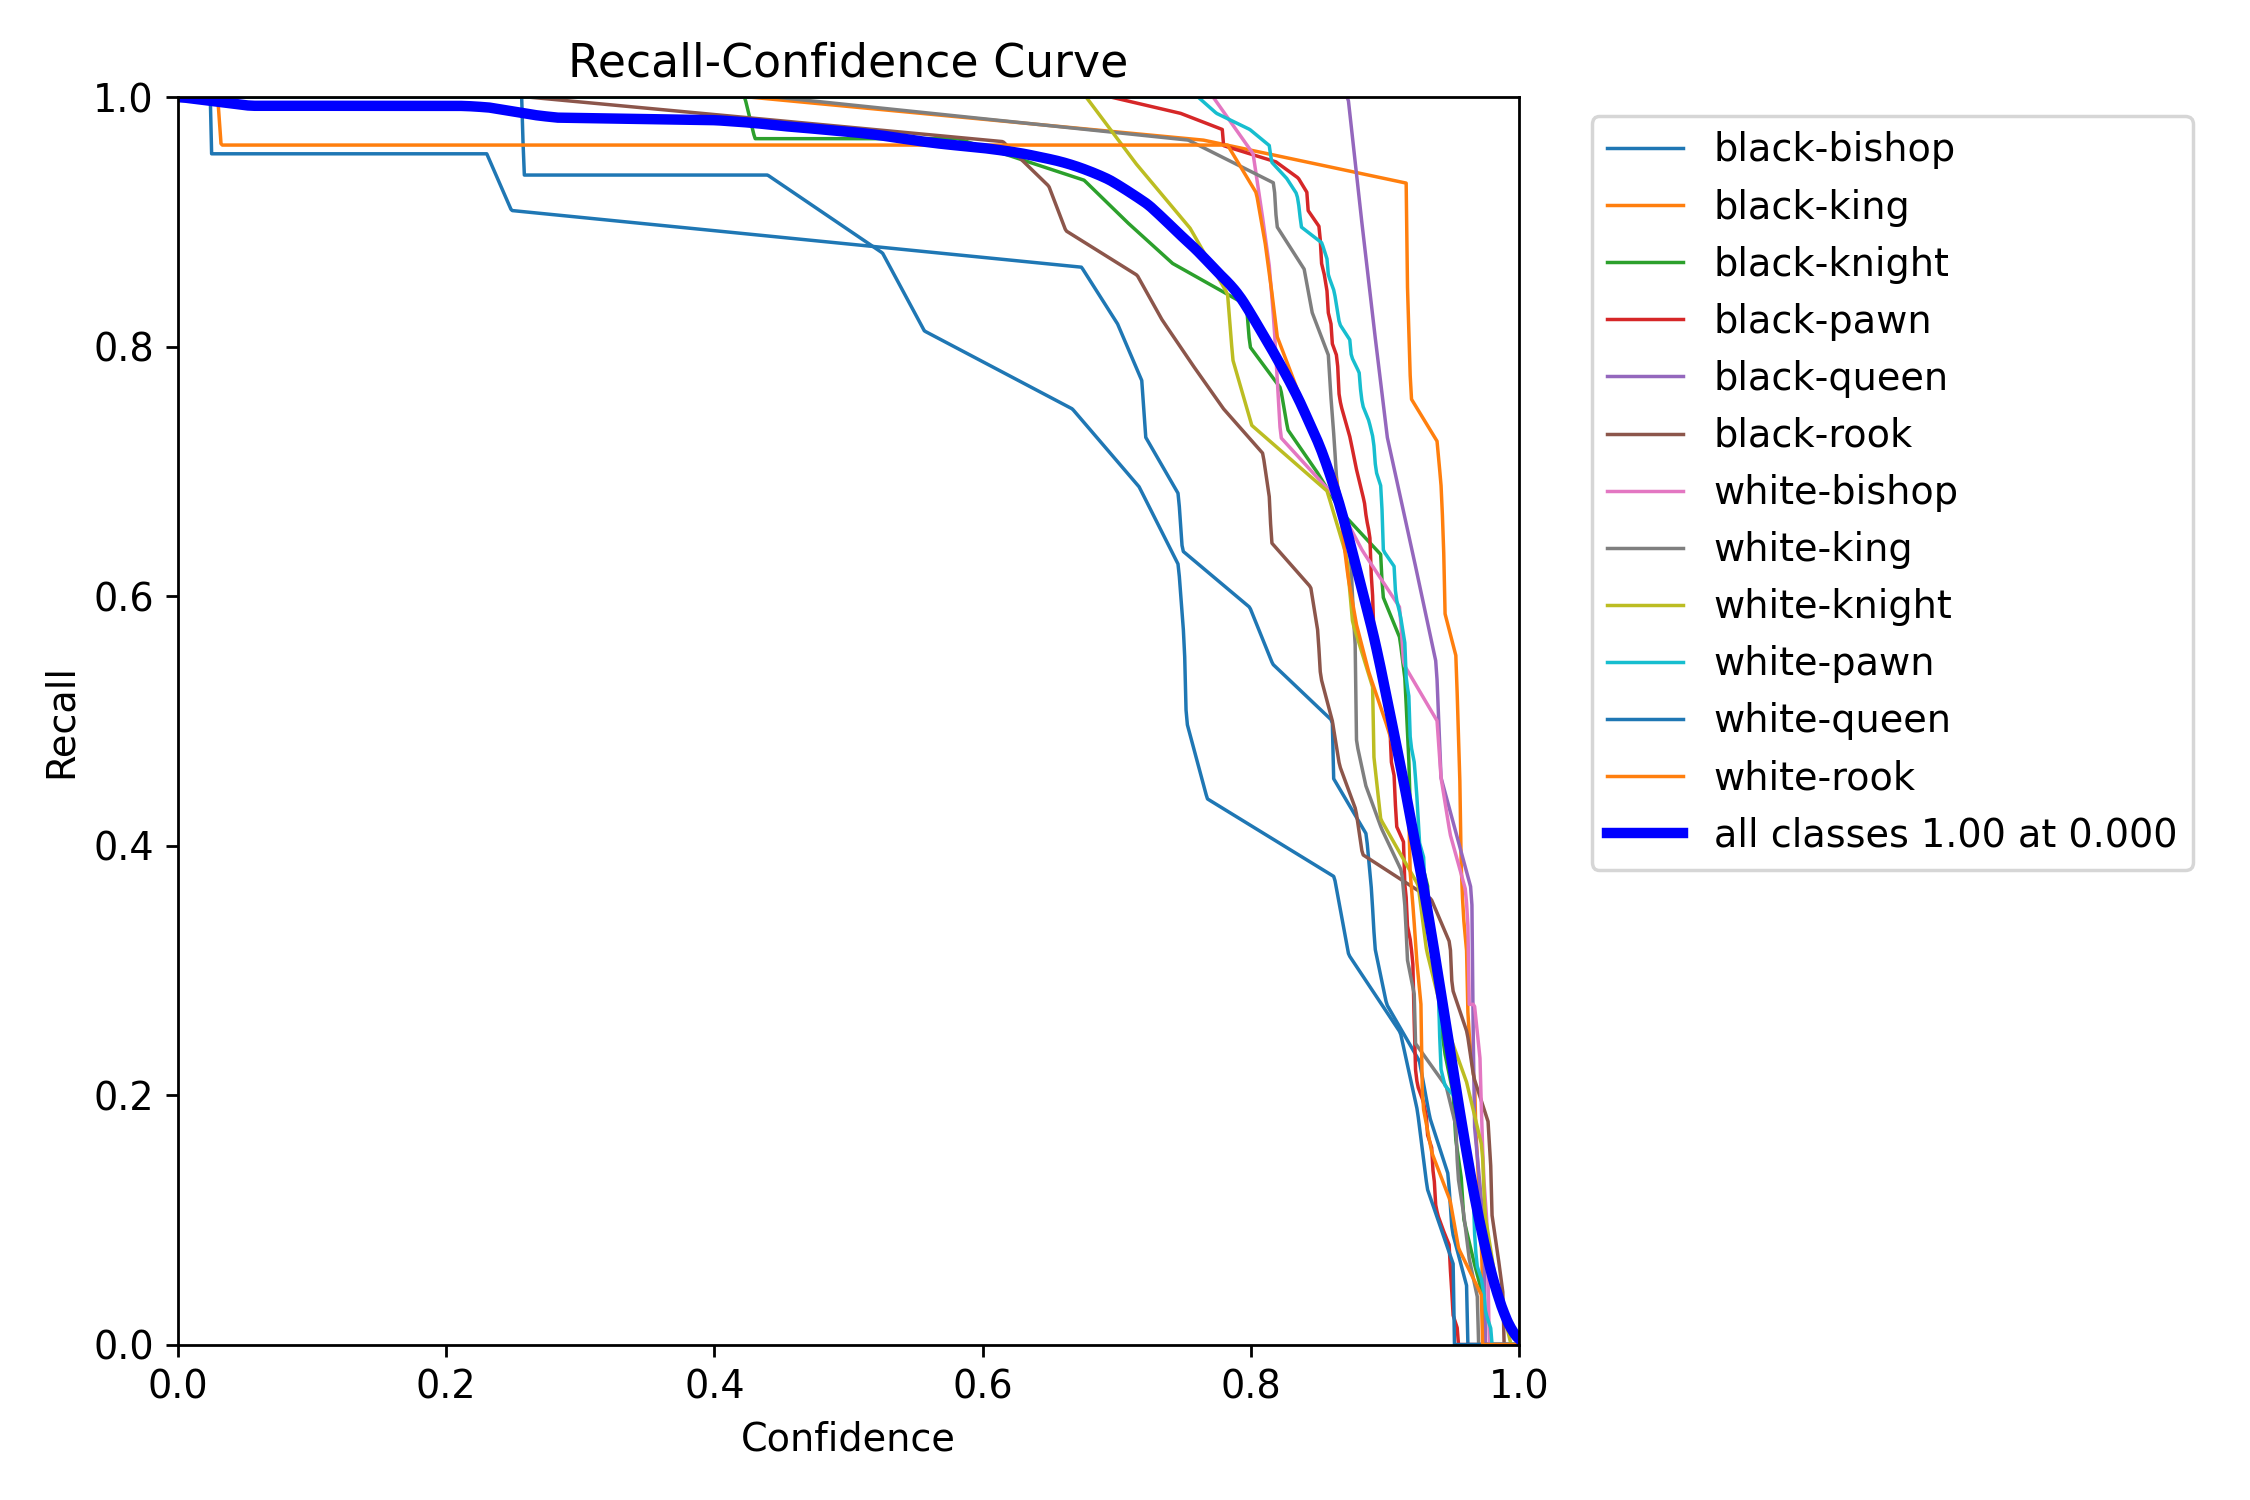 Recall-Confidence Curve
1.0
0.8
0.6
0.4
0.2
0.0
Recall
0.0 0.2 0.4 0.6 0.8 1.0
Confidence
black-bishop
black-king
black-knight
black-pawn
black-queen
black-rook
white-bishop
white-king
white-knight
white-pawn
white-queen
white-rook
all classes 1.00 at 0.000